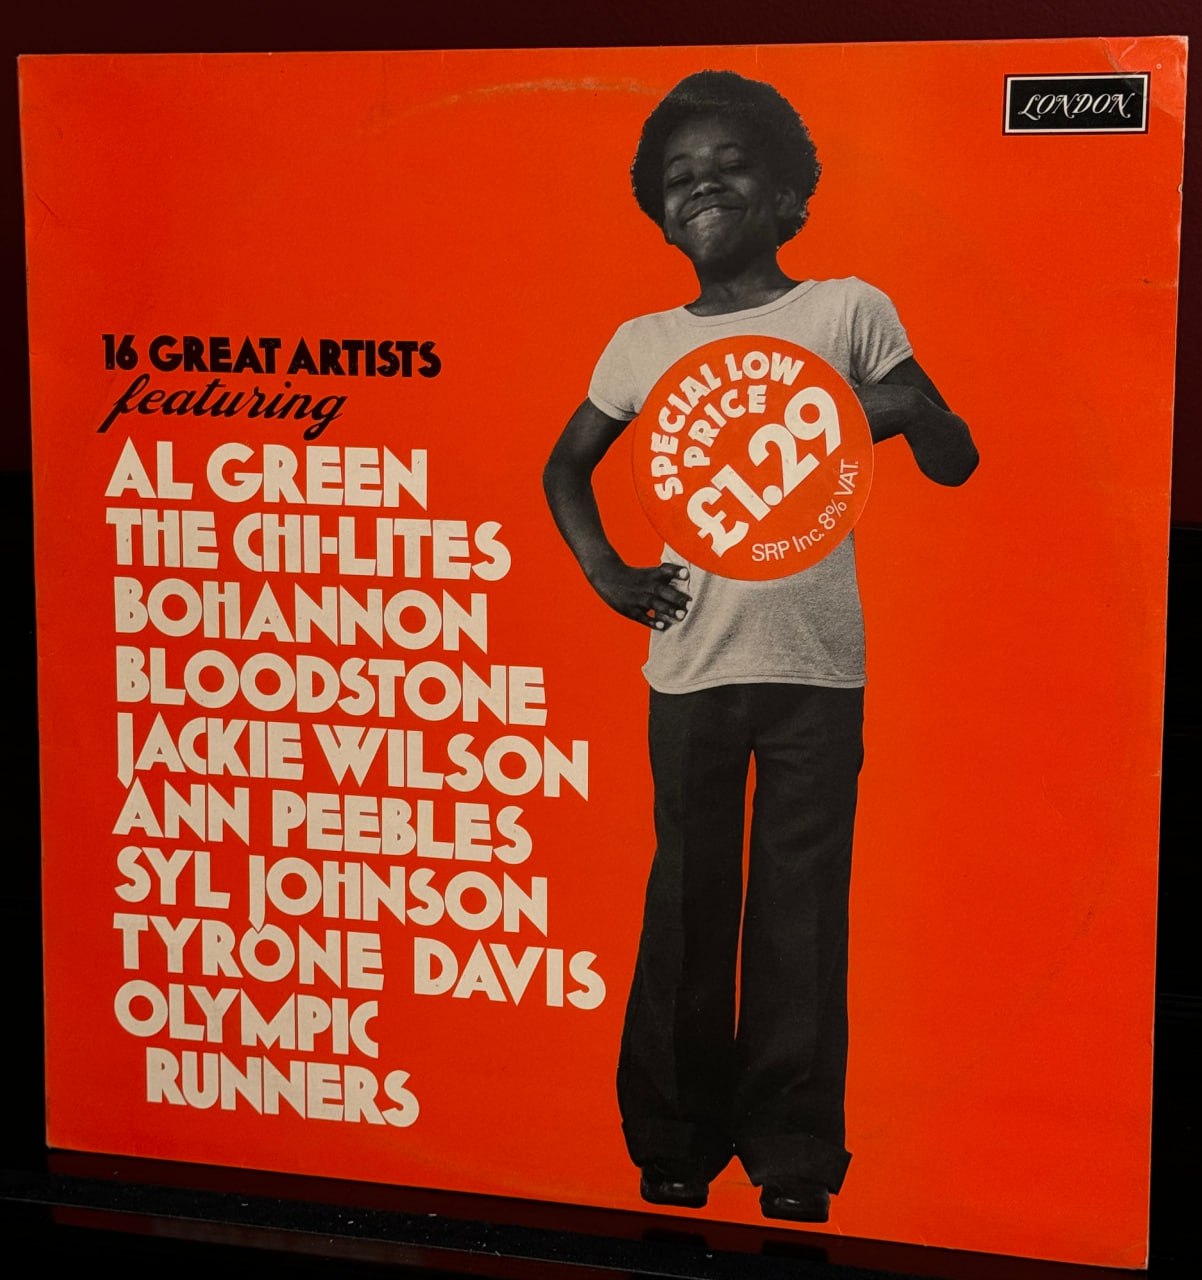 LONDON
16 GREAT ARTISTS
featuring
AL GREEN
THE CHI-LITES
BOHANNON
BLOODSTONE
JACKIE WILSON
ANN PEEBLES
SYL JOHNSON
TYRONE DAVIS
OLYMPIC
RUNNERS
SPECIAL LOW
PRICE
£1.29
SRP Inc. 8% VAT.